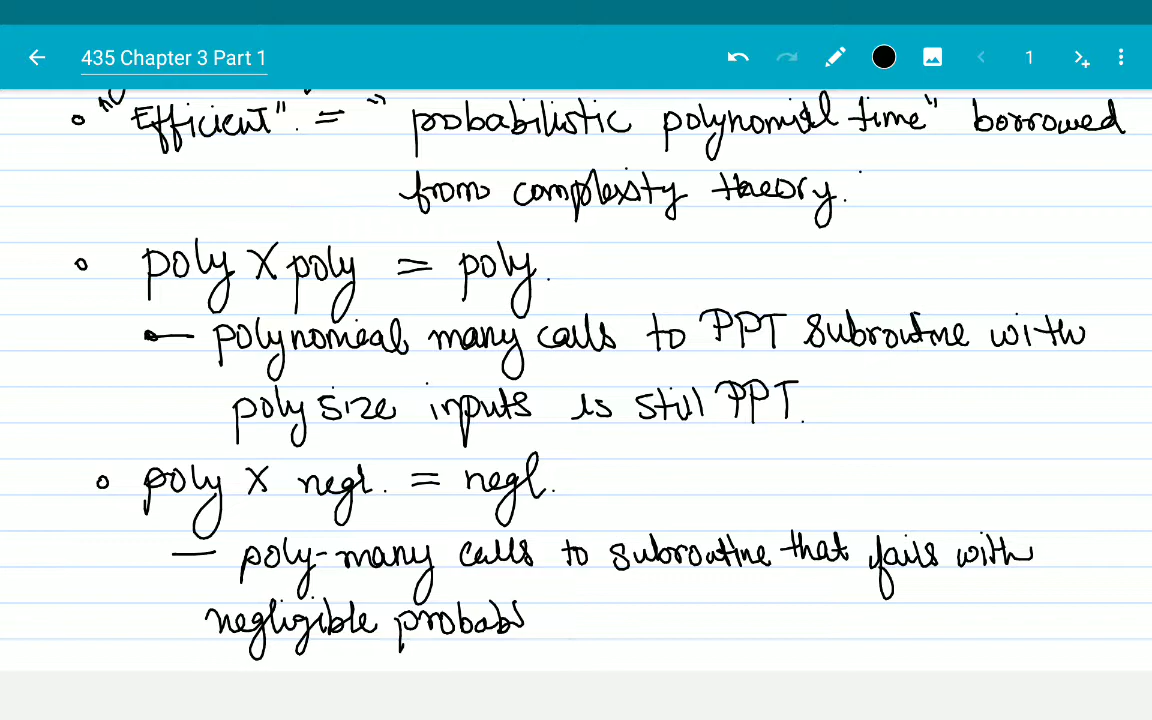 435 Chapter 3 Part 1
1
• "Efficient" = "probabilistic polynomial time" borrowed
from complexity theory.
• poly X poly = poly.
— polynomial many calls to PPT subroutine with
poly size inputs is still PPT.
• poly X negl. = negl.
— poly-many calls to subroutine that fails with
negligible probabi